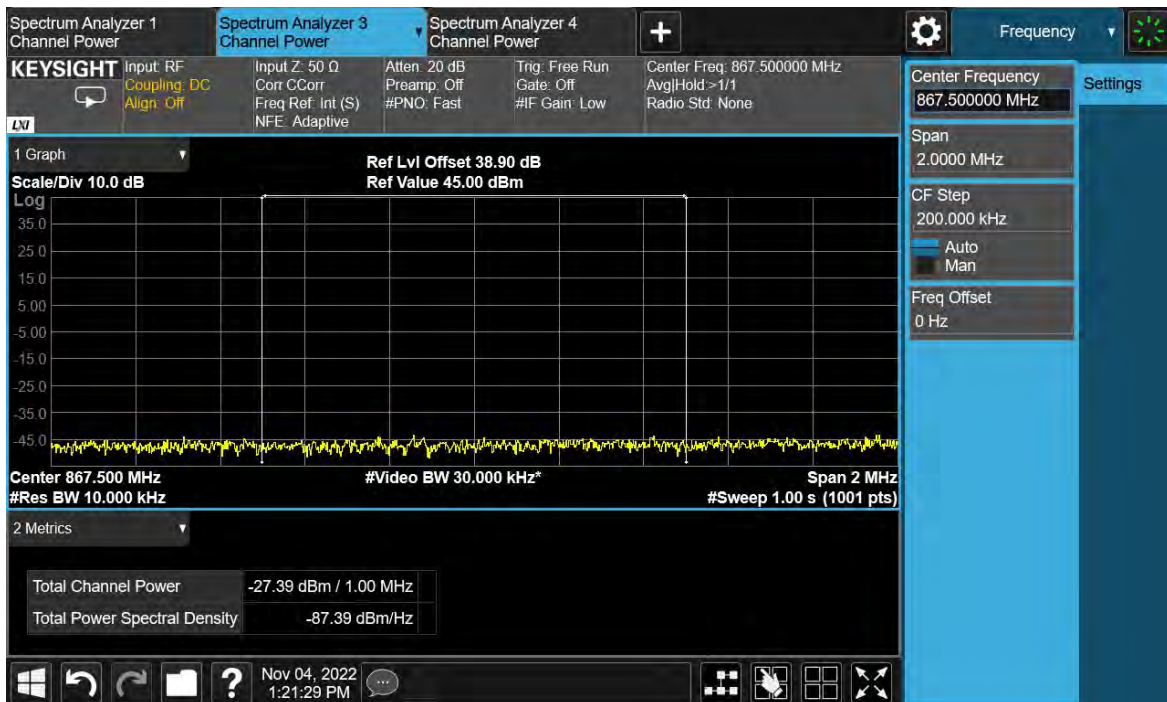 Spectrum Analyzer 1
Channel Power
Spectrum Analyzer 3
Channel Power
Spectrum Analyzer 4
Channel Power
+
Frequency
KEYSIGHT
LXI
Input: RF
Coupling: DC
Align: Off
Input Z: 50 Ω
Corr CCorr
Freq Ref: Int (S)
NFE: Adaptive
Atten: 20 dB
Preamp: Off
#PNO: Fast
Trig: Free Run
Gate: Off
#IF Gain: Low
Center Freq: 867.500000 MHz
Avg|Hold:>1/1
Radio Std: None
Center Frequency
867.500000 MHz
Settings
Span
2.0000 MHz
CF Step
200.000 kHz
Auto
Man
Freq Offset
0 Hz
1 Graph
Scale/Div 10.0 dB
Ref Lvl Offset 38.90 dB
Ref Value 45.00 dBm
Log
35.0
25.0
15.0
5.00
-5.00
-15.0
-25.0
-35.0
-45.0
Center 867.500 MHz
#Video BW 30.000 kHz*
Span 2 MHz
#Res BW 10.000 kHz
#Sweep 1.00 s (1001 pts)
2 Metrics
Total Channel Power -27.39 dBm / 1.00 MHz
Total Power Spectral Density -87.39 dBm/Hz
?
Nov 04, 2022
1:21:29 PM